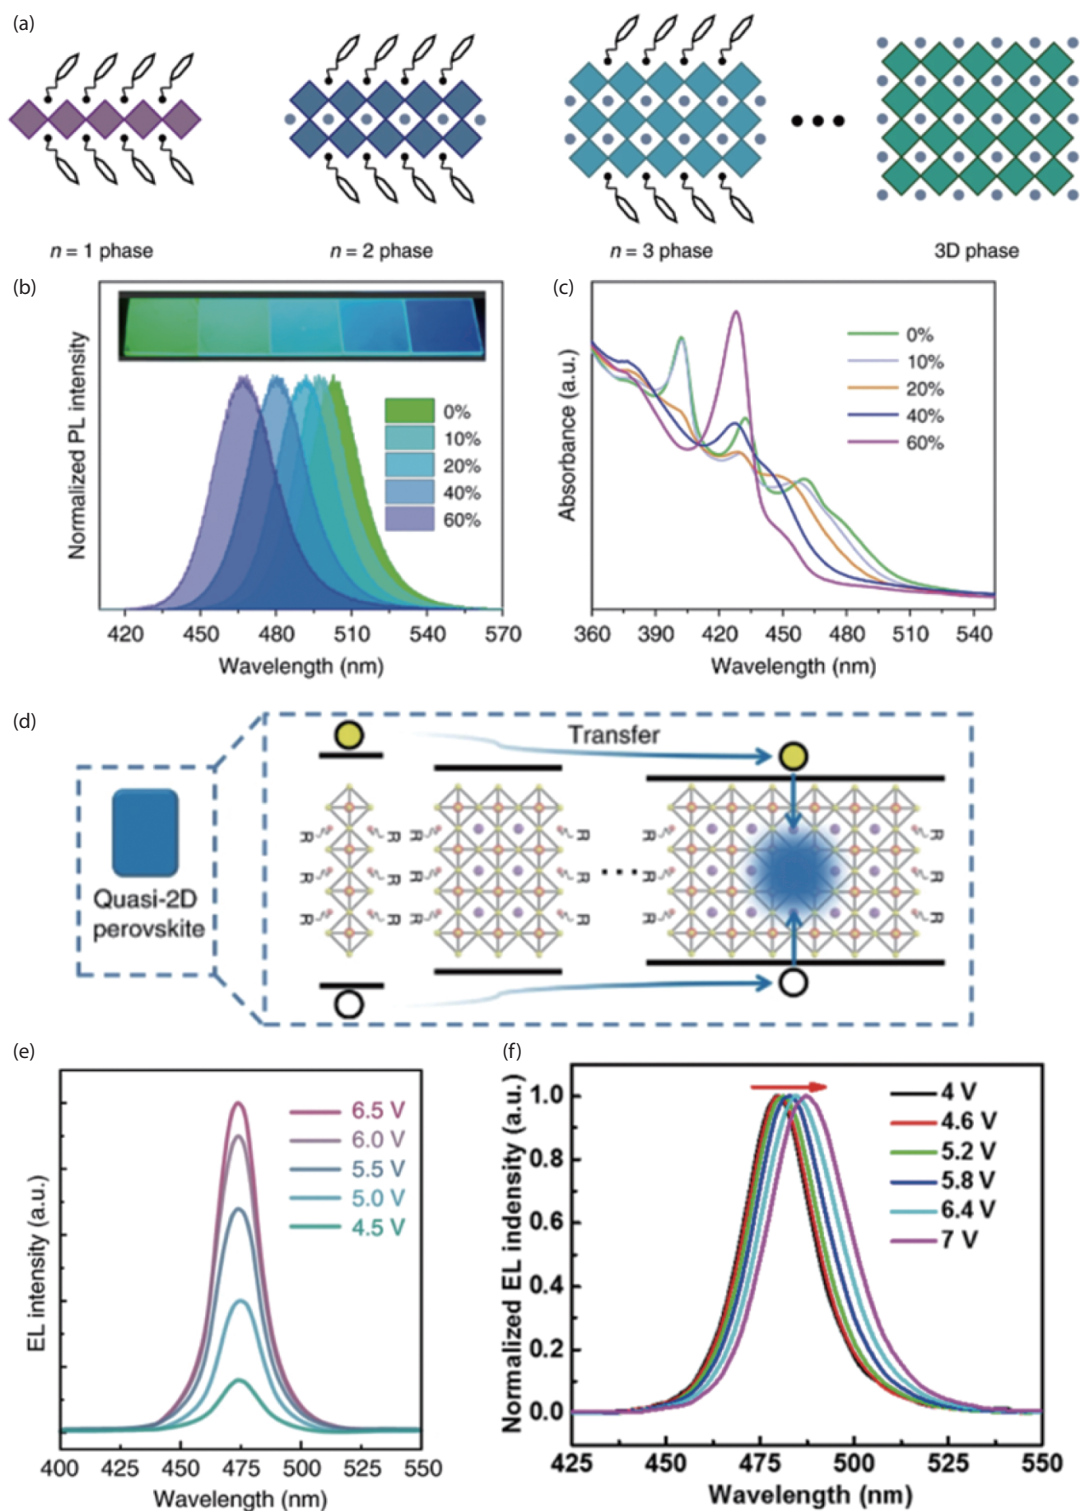 (a)
n = 1 phase
n = 2 phase
n = 3 phase
3D phase
(b)
Normalized PL intensity
0%
10%
20%
40%
60%
420 450 480 510 540 570
Wavelength (nm)
(c)
Absorbance (a.u.)
0%
10%
20%
40%
60%
360 390 420 450 480 510 540
Wavelength (nm)
(d)
Quasi-2D
perovskite
Transfer
R R R R R R
R R R R R R
R R R
(e)
EL intensity (a.u.)
6.5 V
6.0 V
5.5 V
5.0 V
4.5 V
400 425 450 475 500 525 550
Wavelength (nm)
(f)
Normalized EL indensity (a.u.)
1.0
0.8
0.6
0.4
0.2
0.0
4 V
4.6 V
5.2 V
5.8 V
6.4 V
7 V
425 450 475 500 525 550
Wavelength (nm)